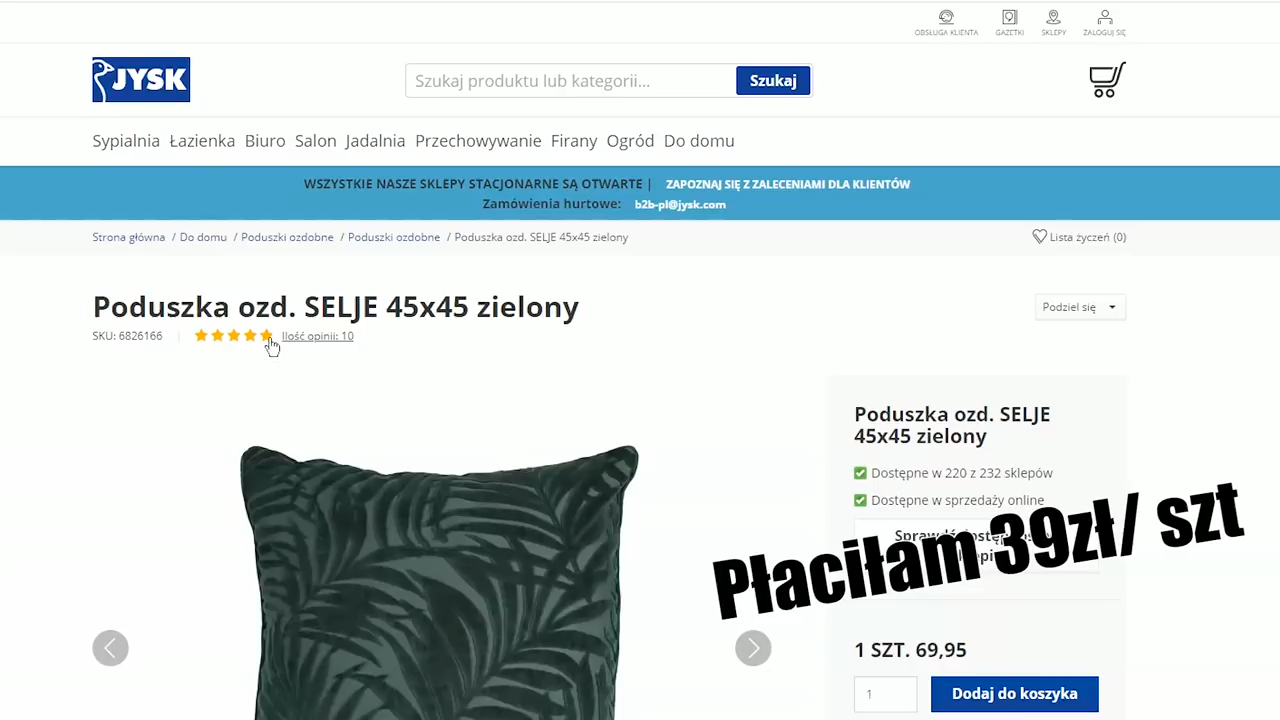 OBSŁUGA KLIENTA GAZETKI SKLEPY ZALOGUJ SIĘ
JYSK
Szukaj produktu lub kategorii...
Szukaj
Sypialnia Łazienka Biuro Salon Jadalnia Przechowywanie Firany Ogród Do domu
WSZYSTKIE NASZE SKLEPY STACJONARNE SĄ OTWARTE | ZAPOZNAJ SIĘ Z ZALECENIAMI DLA KLIENTÓW
Zamówienia hurtowe: b2b-pl@jysk.com
Strona główna / Do domu / Poduszki ozdobne / Poduszki ozdobne / Poduszka ozd. SELJE 45x45 zielony
Lista życzeń (0)
Poduszka ozd. SELJE 45x45 zielony
Podziel się
SKU: 6826166 | Ilość opinii: 10
Poduszka ozd. SELJE
45x45 zielony
Dostępne w 220 z 232 sklepów
Dostępne w sprzedaży online
Płaciłam 39zł/ szt
1 SZT. 69,95
1
Dodaj do koszyka